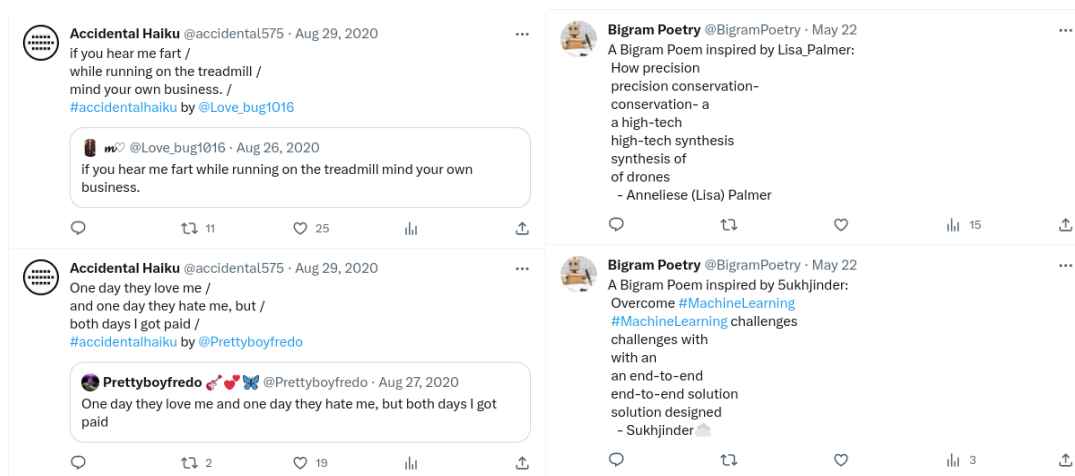 Accidental Haiku @accidental575 · Aug 29, 2020
if you hear me fart /
while running on the treadmill /
mind your own business. /
#accidentalhaiku by @Love_bug1016
𝓶♡ @Love_bug1016 · Aug 26, 2020
if you hear me fart while running on the treadmill mind your own
business.
11 25
Accidental Haiku @accidental575 · Aug 29, 2020
One day they love me /
and one day they hate me, but /
both days I got paid /
#accidentalhaiku by @Prettyboyfredo
Prettyboyfredo 🎸💕🦋 @Prettyboyfredo · Aug 27, 2020
One day they love me and one day they hate me, but both days I got
paid
2 19
Bigram Poetry @BigramPoetry · May 22
A Bigram Poem inspired by Lisa_Palmer:
How precision
precision conservation-
conservation- a
a high-tech
high-tech synthesis
synthesis of
of drones
- Anneliese (Lisa) Palmer
15
Bigram Poetry @BigramPoetry · May 22
A Bigram Poem inspired by 5ukhjinder:
Overcome #MachineLearning
#MachineLearning challenges
challenges with
with an
an end-to-end
end-to-end solution
solution designed
- Sukhjinder☁️
3